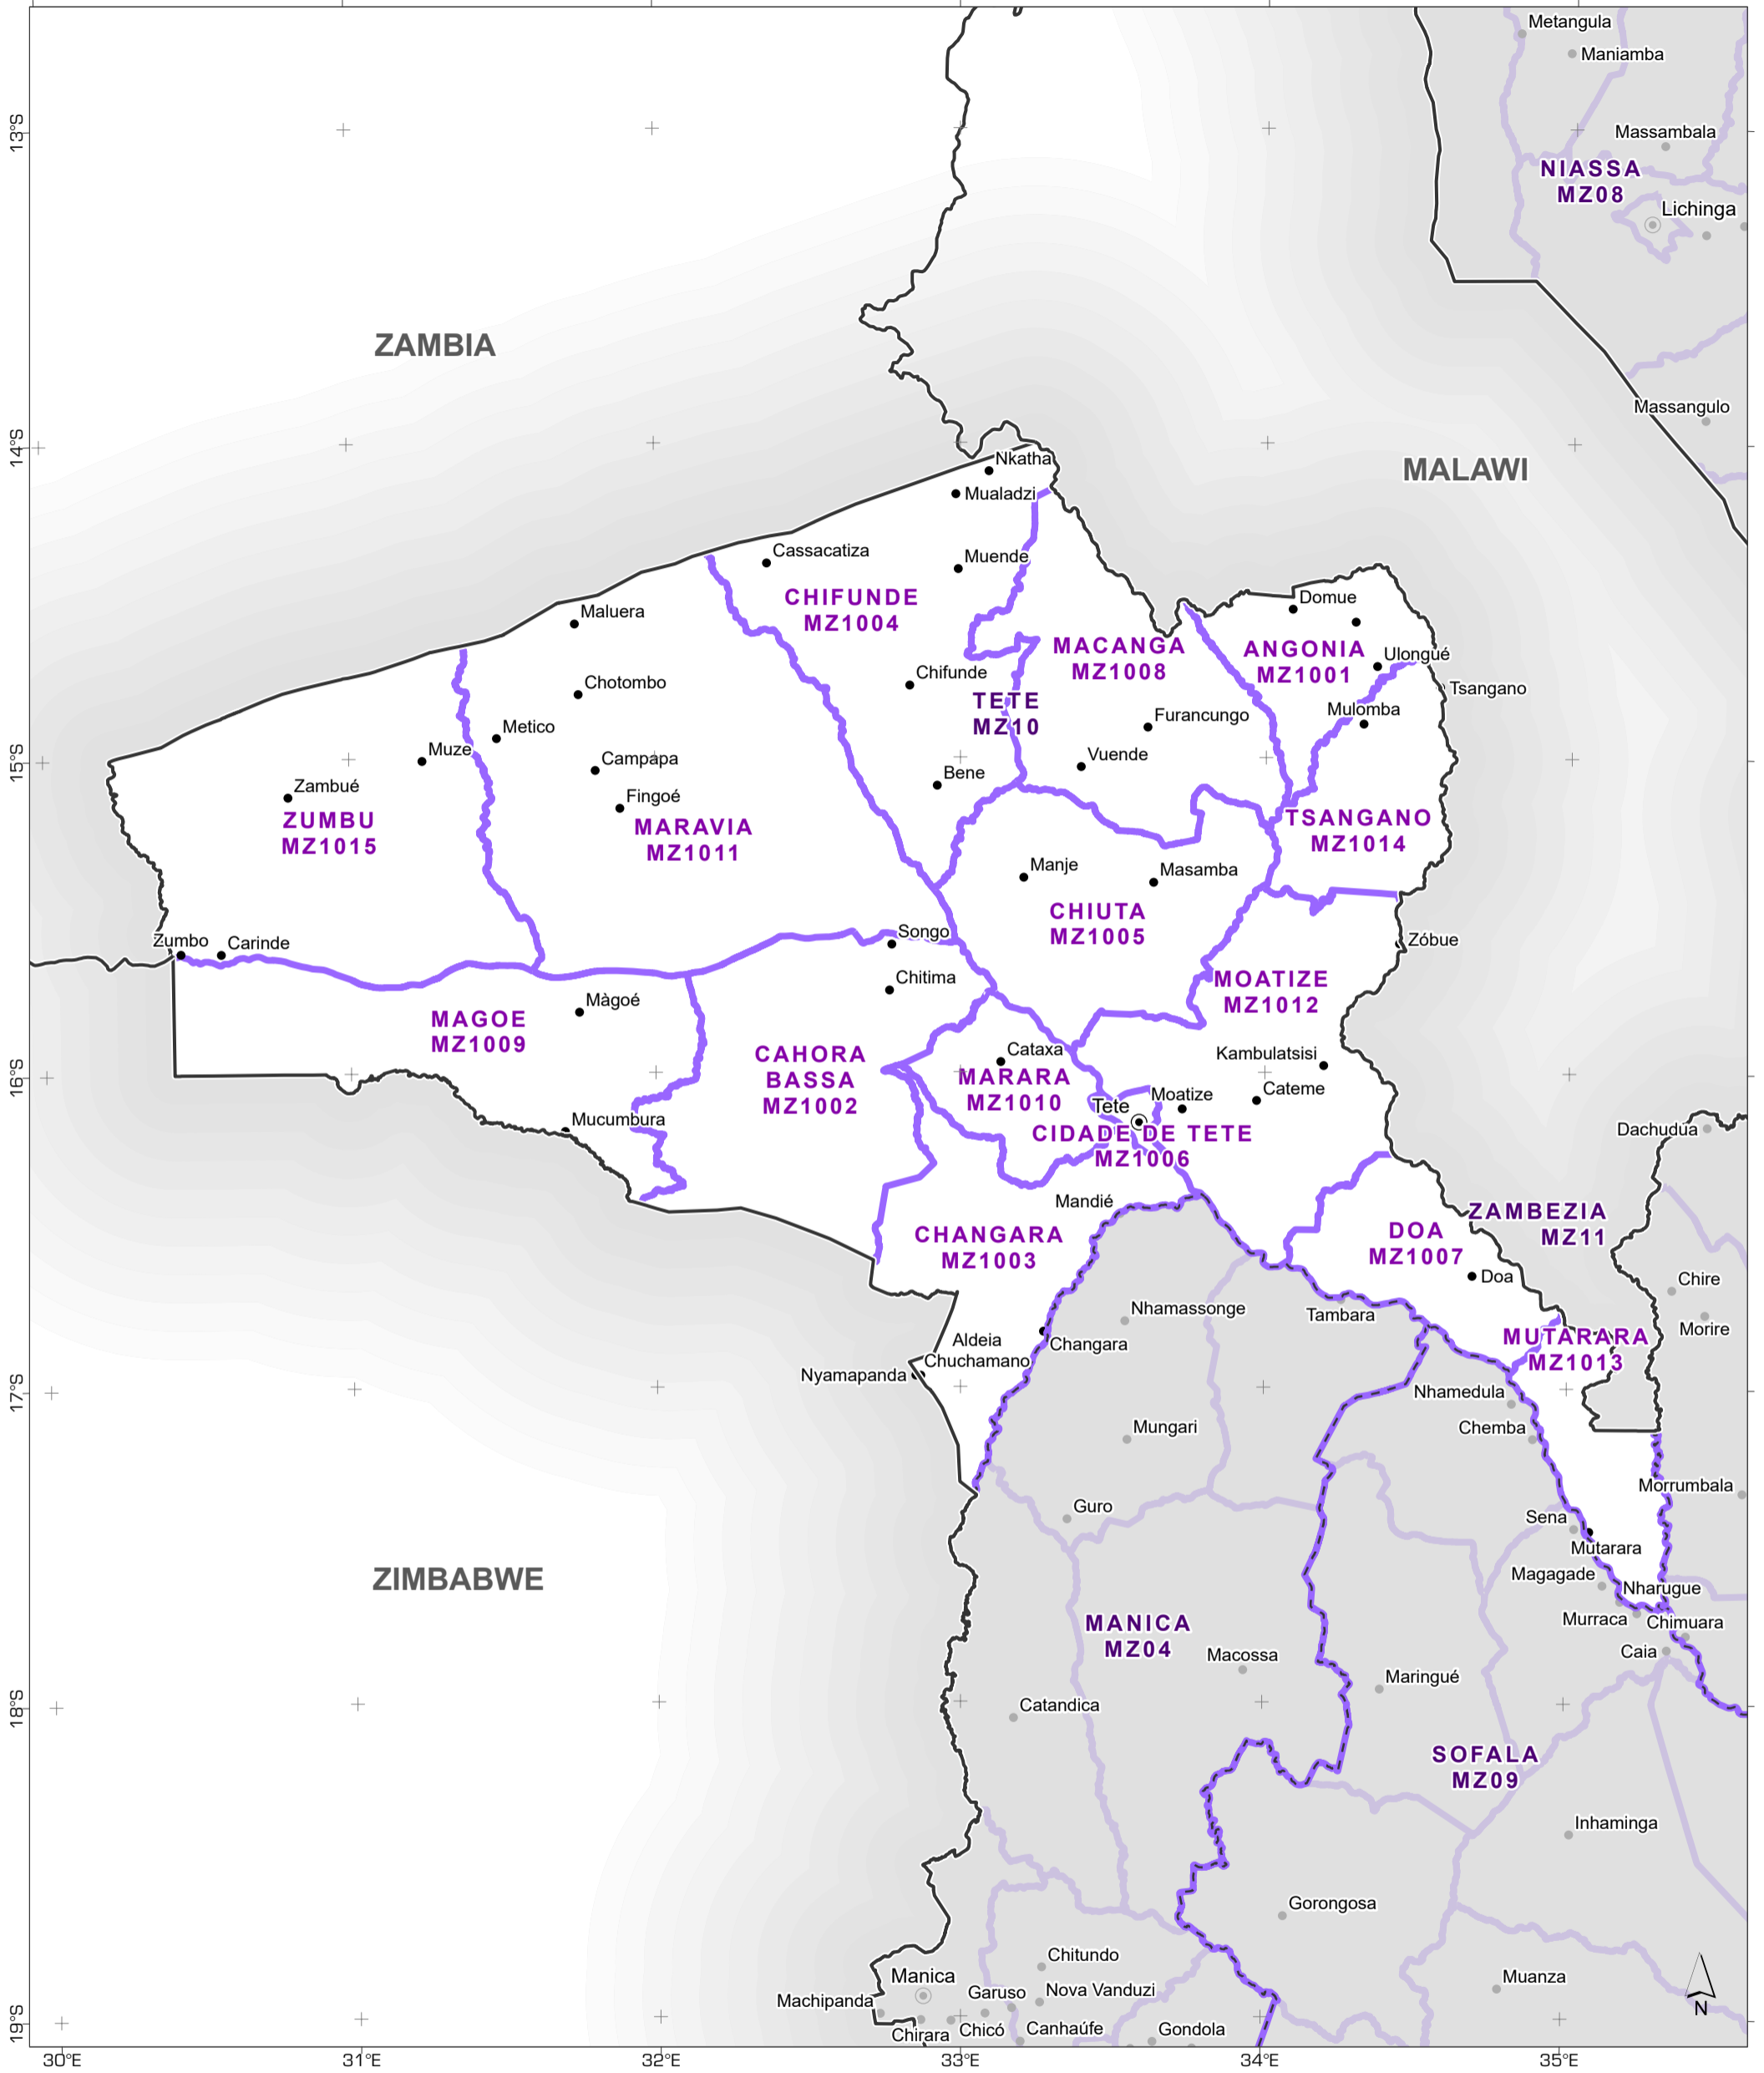 Metangula
Maniamba
13°S
Massambala
NIASSA
MZ08
Lichinga
ZAMBIA
Massangulo
14°S
MALAWI
Nkatha
Mualadzi
Cassacatiza
Muende
CHIFUNDE
MZ1004
Maluera
Domue
MACANGA
MZ1008
ANGONIA
MZ1001
Ulongué
Chifunde
Chotombo
Tsangano
TETE
MZ10
Mulomba
Furancungo
Metico
Muze
Vuende
Campapa
15°S
Bene
Zambué
Fingoé
ZUMBU
MZ1015
MARAVIA
MZ1011
TSANGANO
MZ1014
Manje
Masamba
CHIUTA
MZ1005
Songo
Zumbo
Carinde
Zóbue
Chitima
MOATIZE
MZ1012
Màgoé
MAGOE
MZ1009
CAHORA
BASSA
MZ1002
Cataxa
Kambulatsisi
16°S
MARARA
MZ1010
Cateme
Moatize
Tete
Mucumbura
CIDADE DE TETE
MZ1006
Dachudua
Mandié
ZAMBEZIA
MZ11
CHANGARA
MZ1003
DOA
MZ1007
Doa
Chire
Nhamassonge
Tambara
Morire
Aldeia
Chuchamano
Changara
MUTARARA
MZ1013
Nyamapanda
17°S
Nhamedula
Mungari
Chemba
Morrumbala
Guro
Sena
Mutarara
ZIMBABWE
Magagade
Nharugue
Murraca
Chimuara
MANICA
MZ04
Macossa
Caia
Maringué
18°S
Catandica
SOFALA
MZ09
Inhaminga
Gorongosa
Chitundo
Manica
Muanza
Machipanda
Garuso
Nova Vanduzi
N
19°S
Chirara
Chicó
Canhaúfe
Gondola
30°E
31°E
32°E
33°E
34°E
35°E